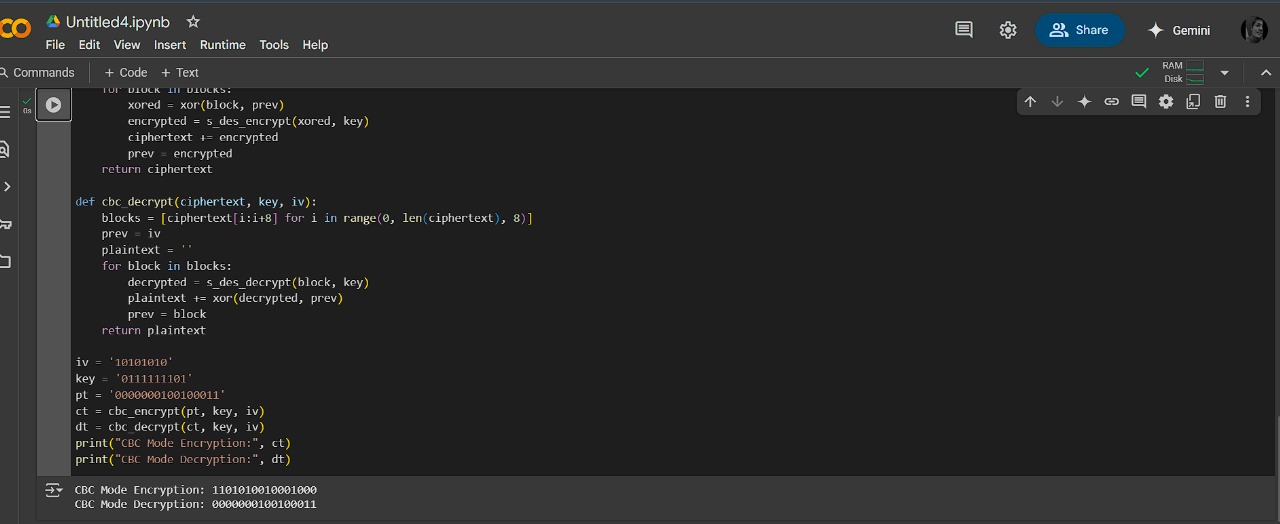 Untitled4.ipynb
File Edit View Insert Runtime Tools Help
Share
Gemini
Commands + Code + Text
RAM
Disk
0s
for block in blocks:
xored = xor(block, prev)
encrypted = s_des_encrypt(xored, key)
ciphertext += encrypted
prev = encrypted
return ciphertext
def cbc_decrypt(ciphertext, key, iv):
blocks = [ciphertext[i:i+8] for i in range(0, len(ciphertext), 8)]
prev = iv
plaintext = ''
for block in blocks:
decrypted = s_des_decrypt(block, key)
plaintext += xor(decrypted, prev)
prev = block
return plaintext
iv = '10101010'
key = '0111111101'
pt = '0000000100100011'
ct = cbc_encrypt(pt, key, iv)
dt = cbc_decrypt(ct, key, iv)
print("CBC Mode Encryption:", ct)
print("CBC Mode Decryption:", dt)
CBC Mode Encryption: 1101010010001000
CBC Mode Decryption: 0000000100100011